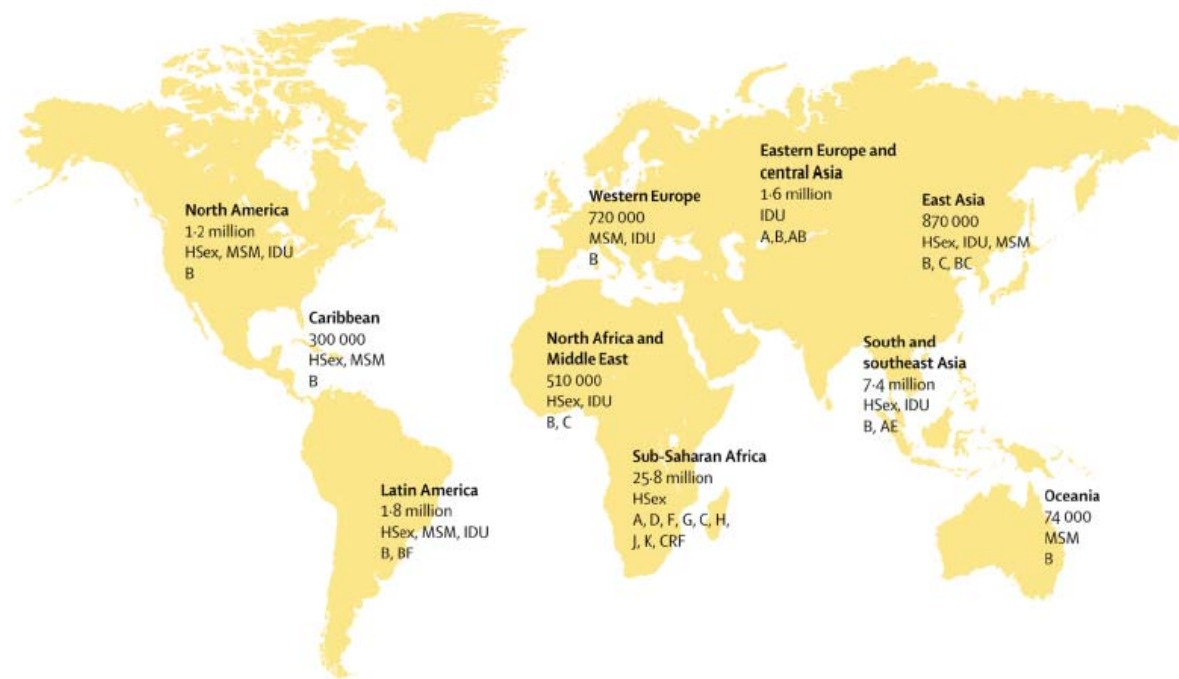 North America
1·2 million
HSex, MSM, IDU
B
Caribbean
300 000
HSex, MSM
B
Latin America
1·8 million
HSex, MSM, IDU
B, BF
Western Europe
720 000
MSM, IDU
B
North Africa and
Middle East
510 000
HSex, IDU
B, C
Sub-Saharan Africa
25·8 million
HSex
A, D, F, G, C, H,
J, K, CRF
Eastern Europe and
central Asia
1·6 million
IDU
A,B,AB
East Asia
870 000
HSex, IDU, MSM
B, C, BC
South and
southeast Asia
7·4 million
HSex, IDU
B, AE
Oceania
74 000
MSM
B